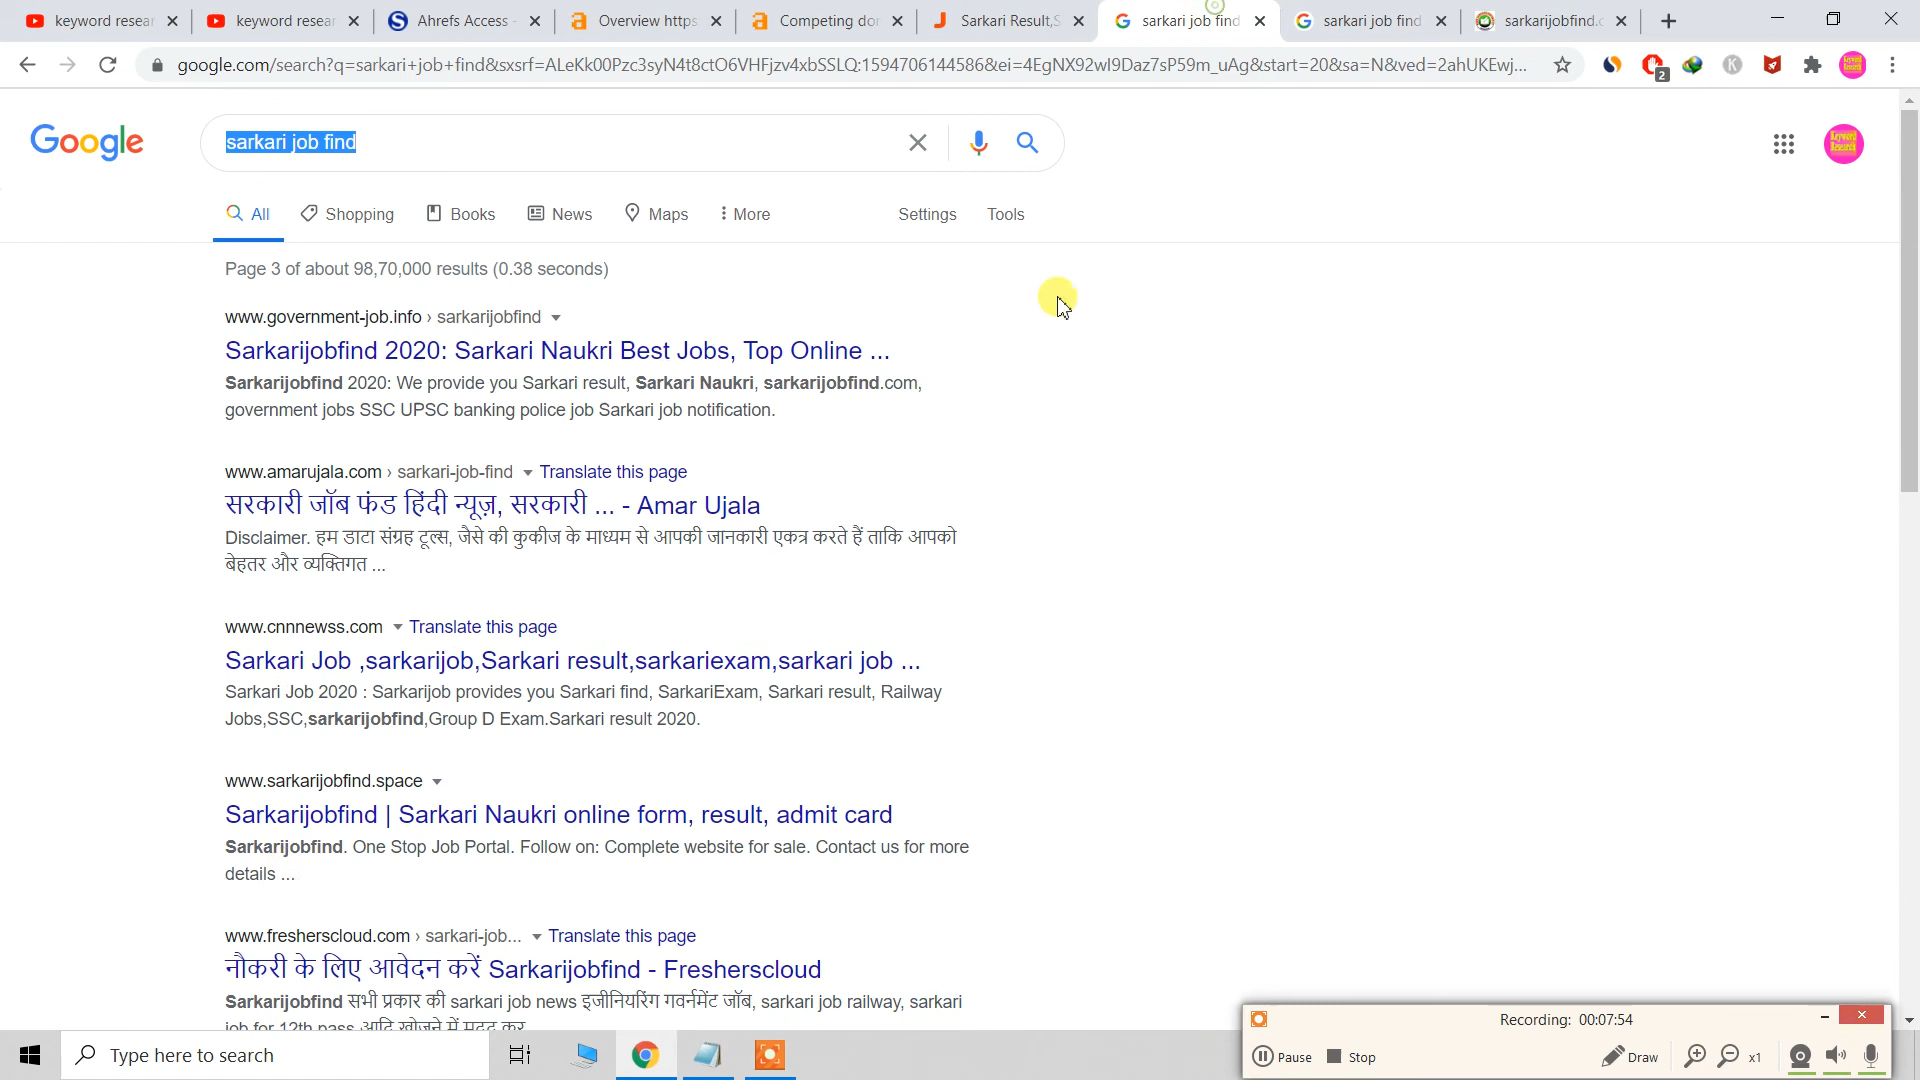 keyword resear
keyword resear
Ahrefs Access -
Overview https
Competing dor
Sarkari Result,S
sarkari job find
sarkari job find
sarkarijobfind.c
google.com/search?q=sarkari+job+find&sxsrf=ALeKk00Pzc3syN4t8ctO6VHFjzv4xbSSLQ:1594706144586&ei=4EgNX92wI9Daz7sP59m_uAg&start=20&sa=N&ved=2ahUKEwj...
2
Google
sarkari job find
All
Shopping
Books
News
Maps
More
Settings
Tools
Keyword
Research
Page 3 of about 98,70,000 results (0.38 seconds)
www.government-job.info › sarkarijobfind
Sarkarijobfind 2020: Sarkari Naukri Best Jobs, Top Online ...
Sarkarijobfind 2020: We provide you Sarkari result, Sarkari Naukri, sarkarijobfind.com,
government jobs SSC UPSC banking police job Sarkari job notification.
www.amarujala.com › sarkari-job-find Translate this page
सरकारी जॉब फंड हिंदी न्यूज़, सरकारी ... - Amar Ujala
Disclaimer. हम डाटा संग्रह टूल्स, जैसे की कुकीज के माध्यम से आपकी जानकारी एकत्र करते हैं ताकि आपको
बेहतर और व्यक्तिगत ...
www.cnnnewss.com Translate this page
Sarkari Job ,sarkarijob,Sarkari result,sarkariexam,sarkari job ...
Sarkari Job 2020 : Sarkarijob provides you Sarkari find, SarkariExam, Sarkari result, Railway
Jobs,SSC,sarkarijobfind,Group D Exam.Sarkari result 2020.
www.sarkarijobfind.space
Sarkarijobfind | Sarkari Naukri online form, result, admit card
Sarkarijobfind. One Stop Job Portal. Follow on: Complete website for sale. Contact us for more
details ...
www.fresherscloud.com › sarkari-job... Translate this page
नौकरी के लिए आवेदन करें Sarkarijobfind - Fresherscloud
Sarkarijobfind सभी प्रकार की sarkari job news इंजीनियरिंग गवर्नमेंट जॉब, sarkari job railway, sarkari
job for 12th pass आदि खोजने में मदद कर
Recording: 00:07:54
Pause
Stop
Draw
x1
Type here to search